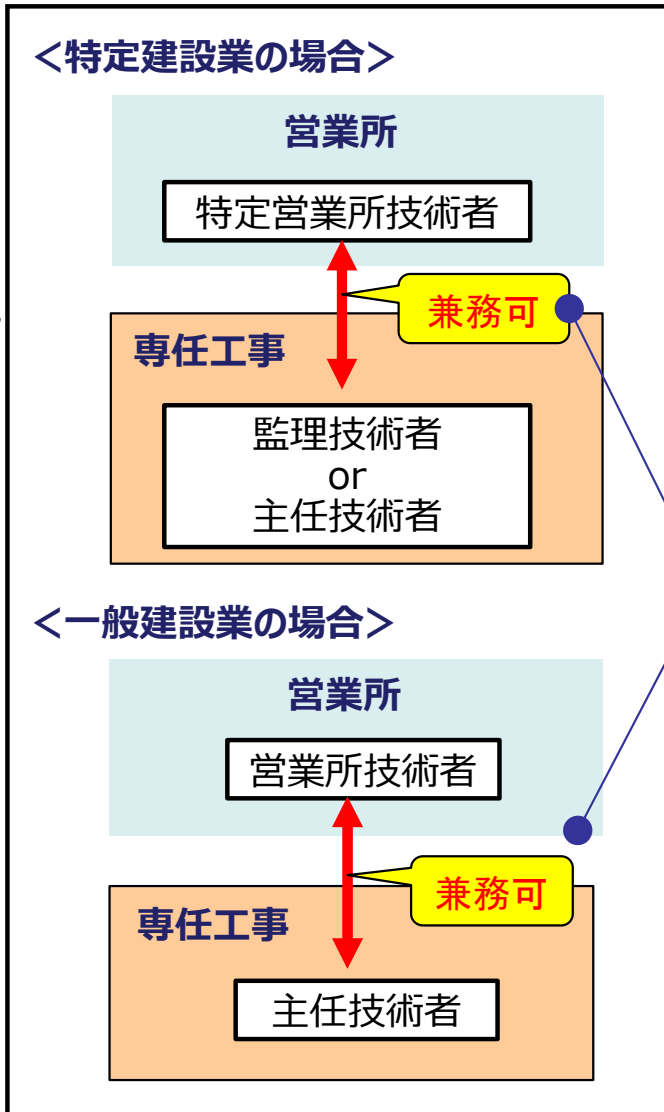 ＜特定建設業の場合＞
営業所
特定営業所技術者
兼務可
専任工事
監理技術者
or
主任技術者
＜一般建設業の場合＞
営業所
営業所技術者
兼務可
専任工事
主任技術者